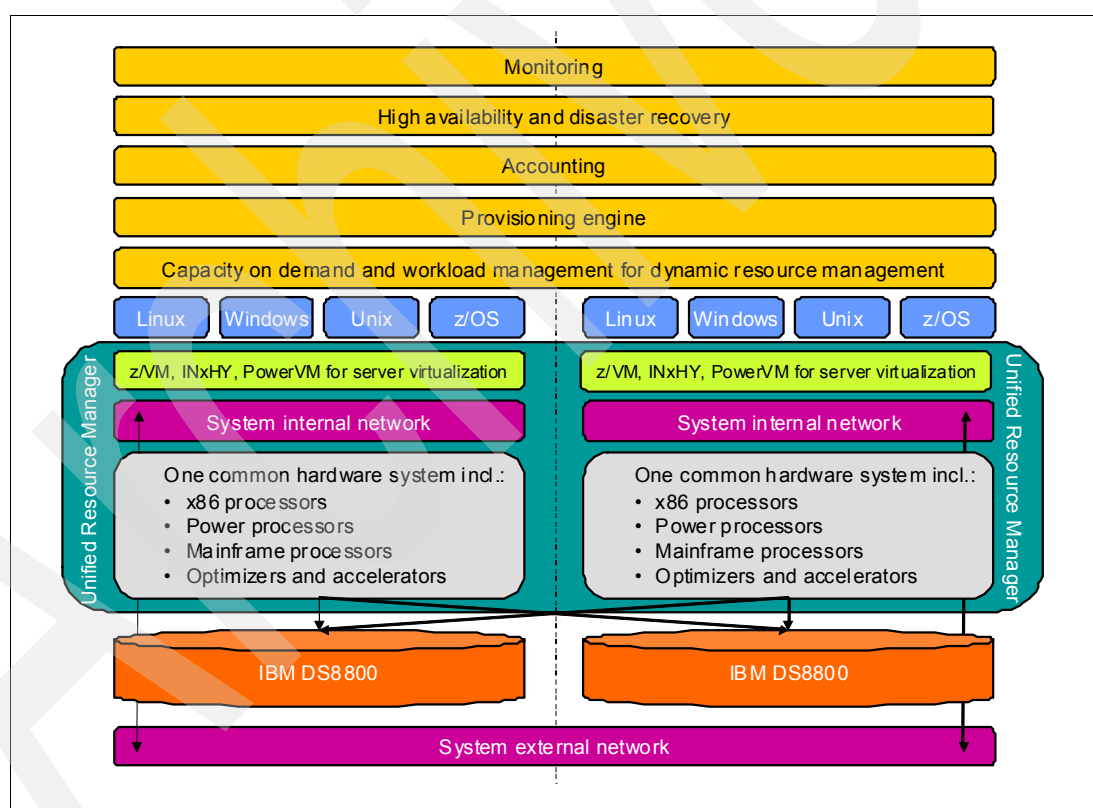 Monitoring
High availability and disaster recovery
Accounting
Provisioning engine
Capacity on demand and workload management for dynamic resource management
Linux Windows Unix z/OS Linux Windows Unix z/OS
Unified Resource Manager
z/VM, INxHY, PowerVM for server virtualization
z/VM, INxHY, PowerVM for server virtualization
System internal network
System internal network
One common hardware system incl.:
• x86 processors
• Power processors
• Mainframe processors
• Optimizers and accelerators
One common hardware system incl.:
• x86 processors
• Power processors
• Mainframe processors
• Optimizers and accelerators
Unified Resource Manager
IBM DS8800
IBM DS8800
System external network